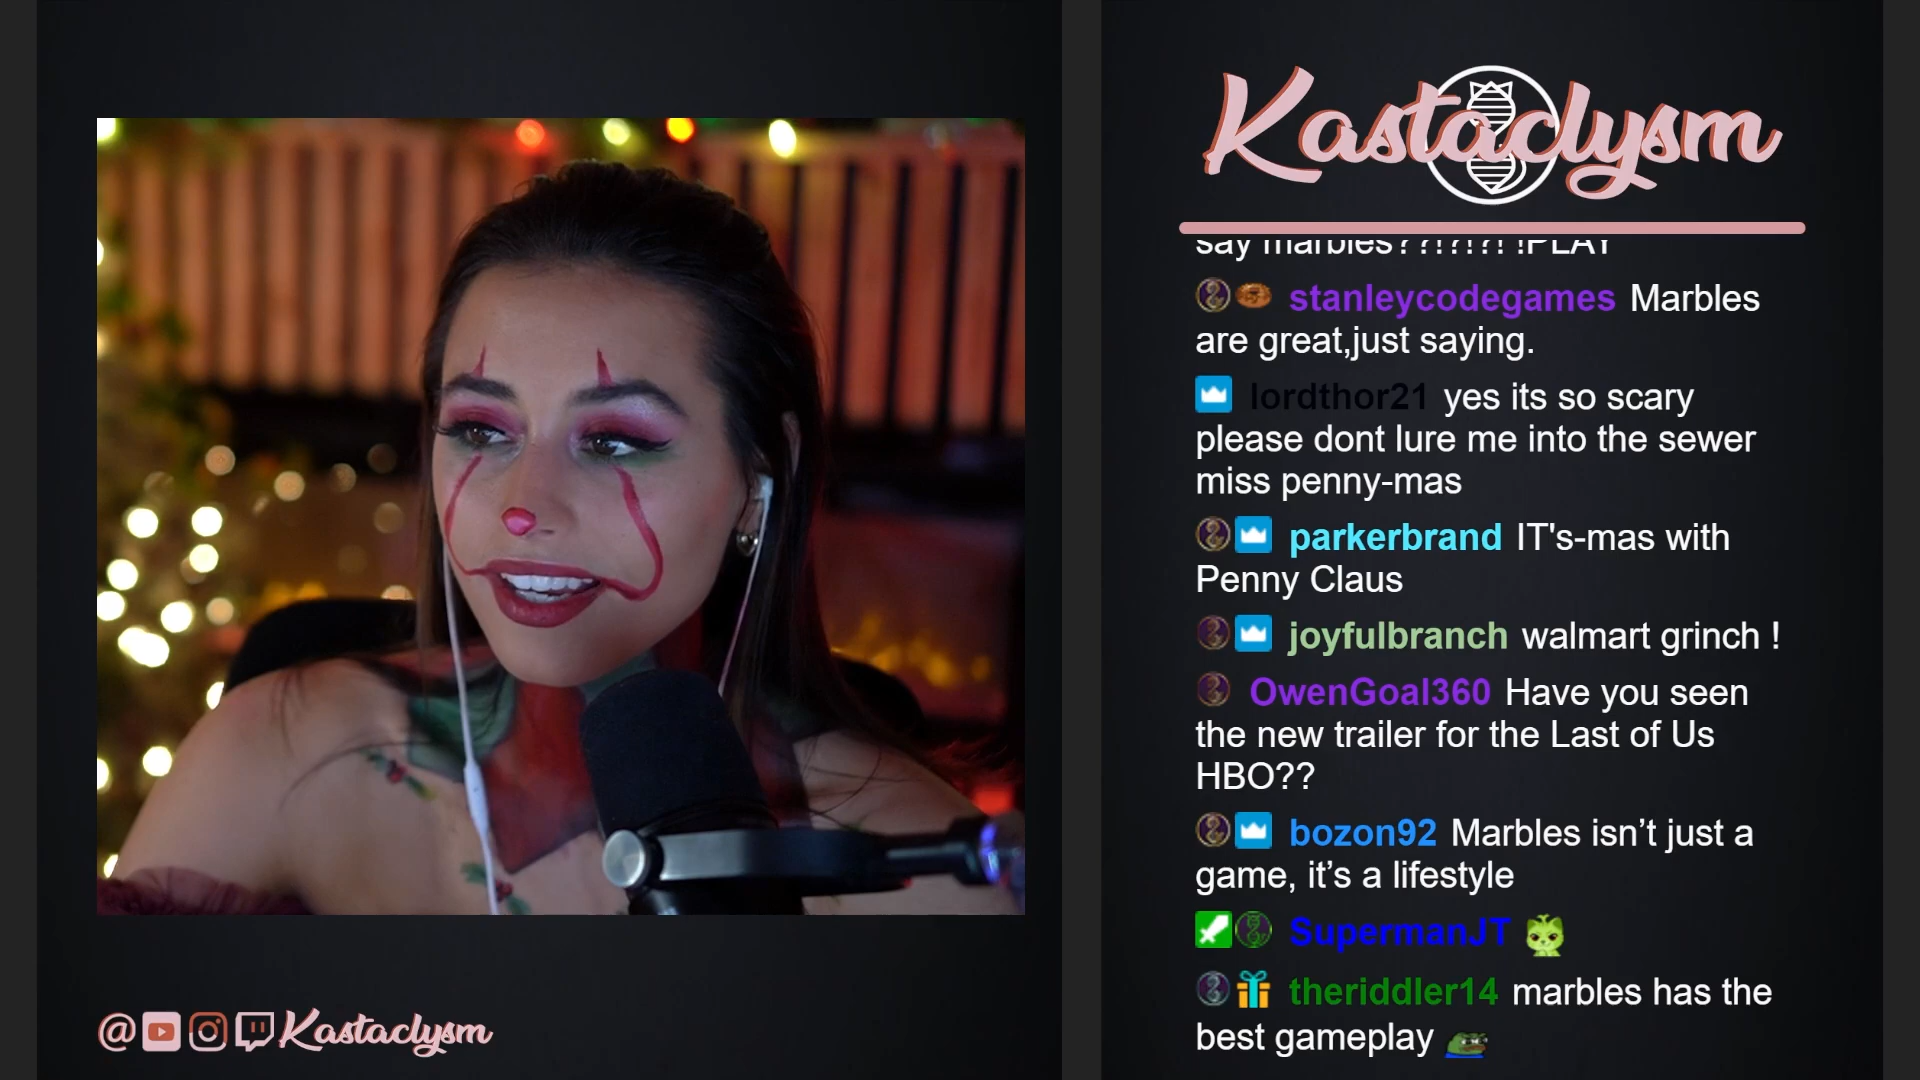 Kastaclysm
say marbles??!?!?! !PLAY
stanleycodegames Marbles
are great,just saying.
lordthor21 yes its so scary
please dont lure me into the sewer
miss penny-mas
parkerbrand IT's-mas with
Penny Claus
joyfulbranch walmart grinch !
OwenGoal360 Have you seen
the new trailer for the Last of Us
HBO??
bozon92 Marbles isn’t just a
game, it’s a lifestyle
SupermanJT
theriddler14 marbles has the
best gameplay
@ Kastaclysm